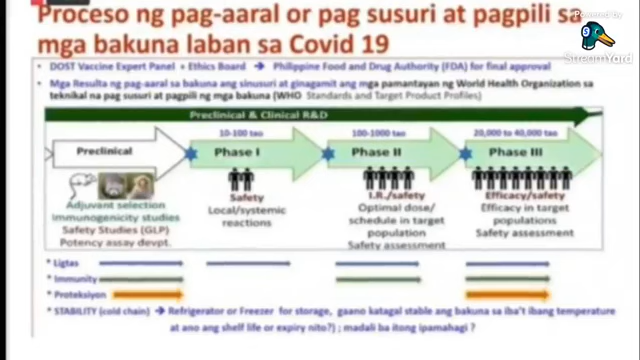 Proceso ng pag-aaral or pag susuri at pagpili sa
mga bakuna laban sa Covid 19
Powered by
StreamYard
• DOST Vaccine Expert Panel + Ethics Board → Philippine Food and Drug Authority (FDA) for final approval
• Mga Resulta ng pag-aaral sa bakuna ang sinusuri at ginagamit ang mga pamantayan ng World Health Organization sa
teknikal na pag susuri at pagpili ng mga bakuna (WHO Standards and Target Product Profiles)
Preclinical & Clinical R&D
10-100 tao
100-1000 tao
20,000 to 40,000 tao
Preclinical
Phase I
Phase II
Phase III
Adjuvant selection
Immunogenicity studies
Safety Studies (GLP)
Potency assay devpt.
Safety
Local/systemic
reactions
I.R./safety
Optimal dose/
schedule in target
population
Safety assessment
Efficacy/safety
Efficacy in target
populations
Safety assessment
* Ligtas
* Immunity
* Proteksiyon
* STABILITY (cold chain) → Refrigerator or Freezer for storage, gaano katagal stable ang bakuna sa iba't ibang temperature
at ano ang shelf life or expiry nito?) ; madali ba itong ipamahagi ?